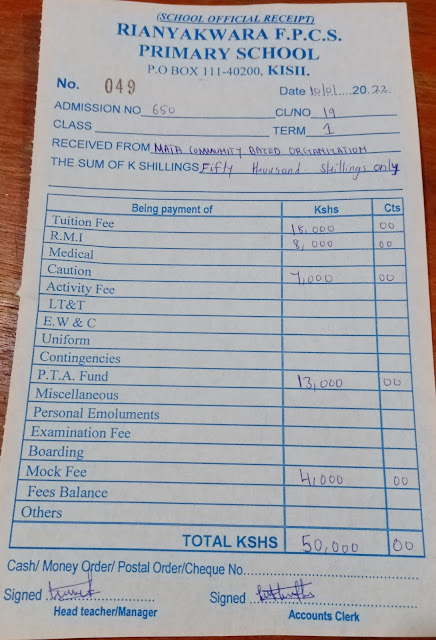 (SCHOOL OFFICIAL RECEIPT)
RIANYAKWARA F.P.C.S.
PRIMARY SCHOOL
P.O BOX 111-40200, KISII.
No. 049 Date 10/01/....20.22.
ADMISSION NO 650 CL/NO 19
CLASS TERM 1
RECEIVED FROM MATA COMMUNITY BASED ORGANIZATION
THE SUM OF K SHILLINGS Fifly thousand shillings only
Being payment of Kshs Cts
Tuition Fee 18,000 00
R.M.I 8,000 00
Medical
Caution 7,000 00
Activity Fee
LT&T
E.W & C
Uniform
Contingencies
P.T.A. Fund 13,000 00
Miscellaneous
Personal Emoluments
Examination Fee
Boarding
Mock Fee 4,000 00
Fees Balance
Others
TOTAL KSHS 50,000 00
Cash/ Money Order/ Postal Order/Cheque No.
Signed Signed
Head teacher/Manager Accounts Clerk